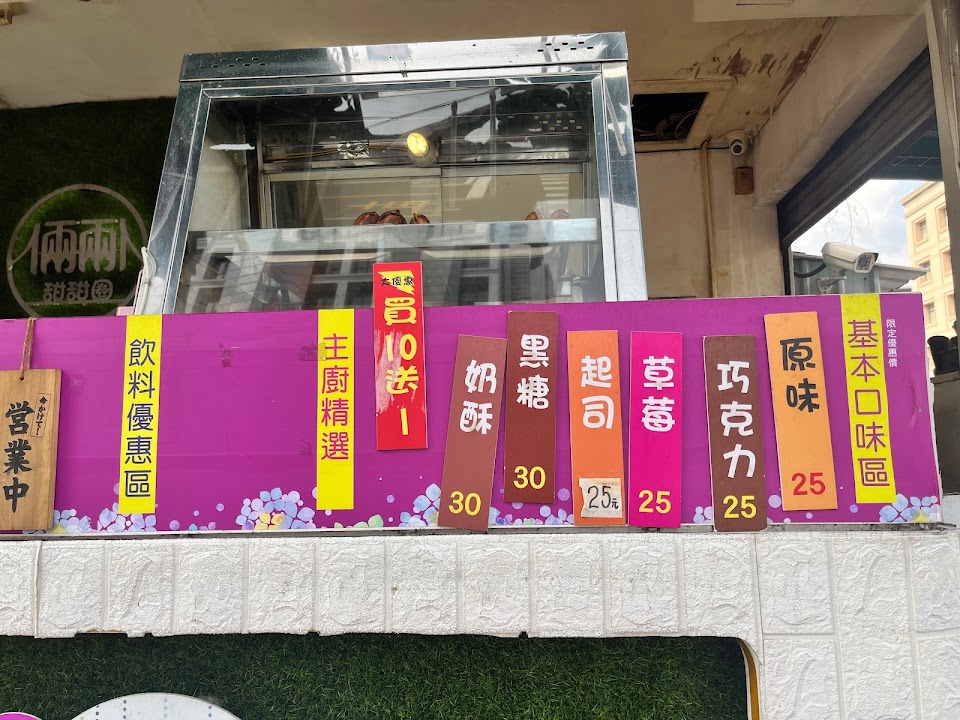 倆倆
甜甜圈
限定優惠價
基本口味區
原味
25
巧克力
25
草莓
25
起司
25元
黑糖
30
奶酥
30
大優惠
買10送1
主廚精選
飲料優惠區
営業中